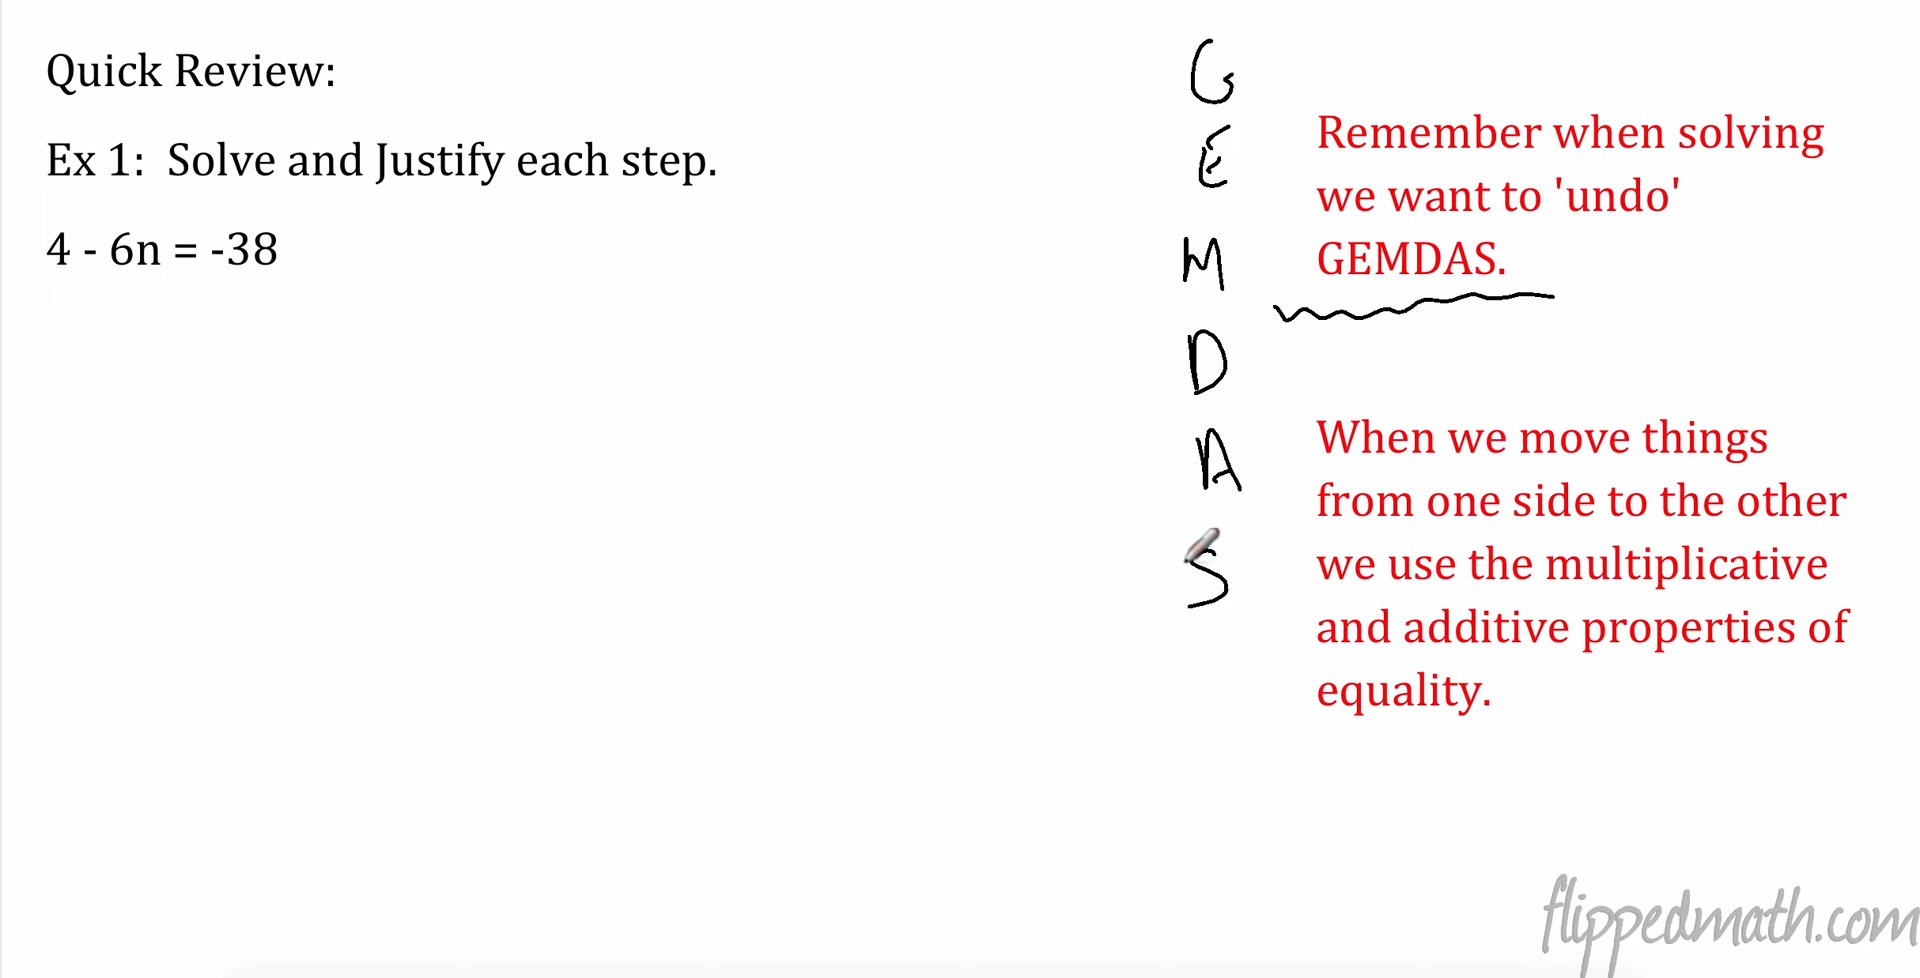 Quick Review:
Ex 1: Solve and Justify each step.
4 - 6n = -38
G
E
M
D
A
S
Remember when solving
we want to 'undo'
GEMDAS.
When we move things
from one side to the other
we use the multiplicative
and additive properties of
equality.
flippedmath.com